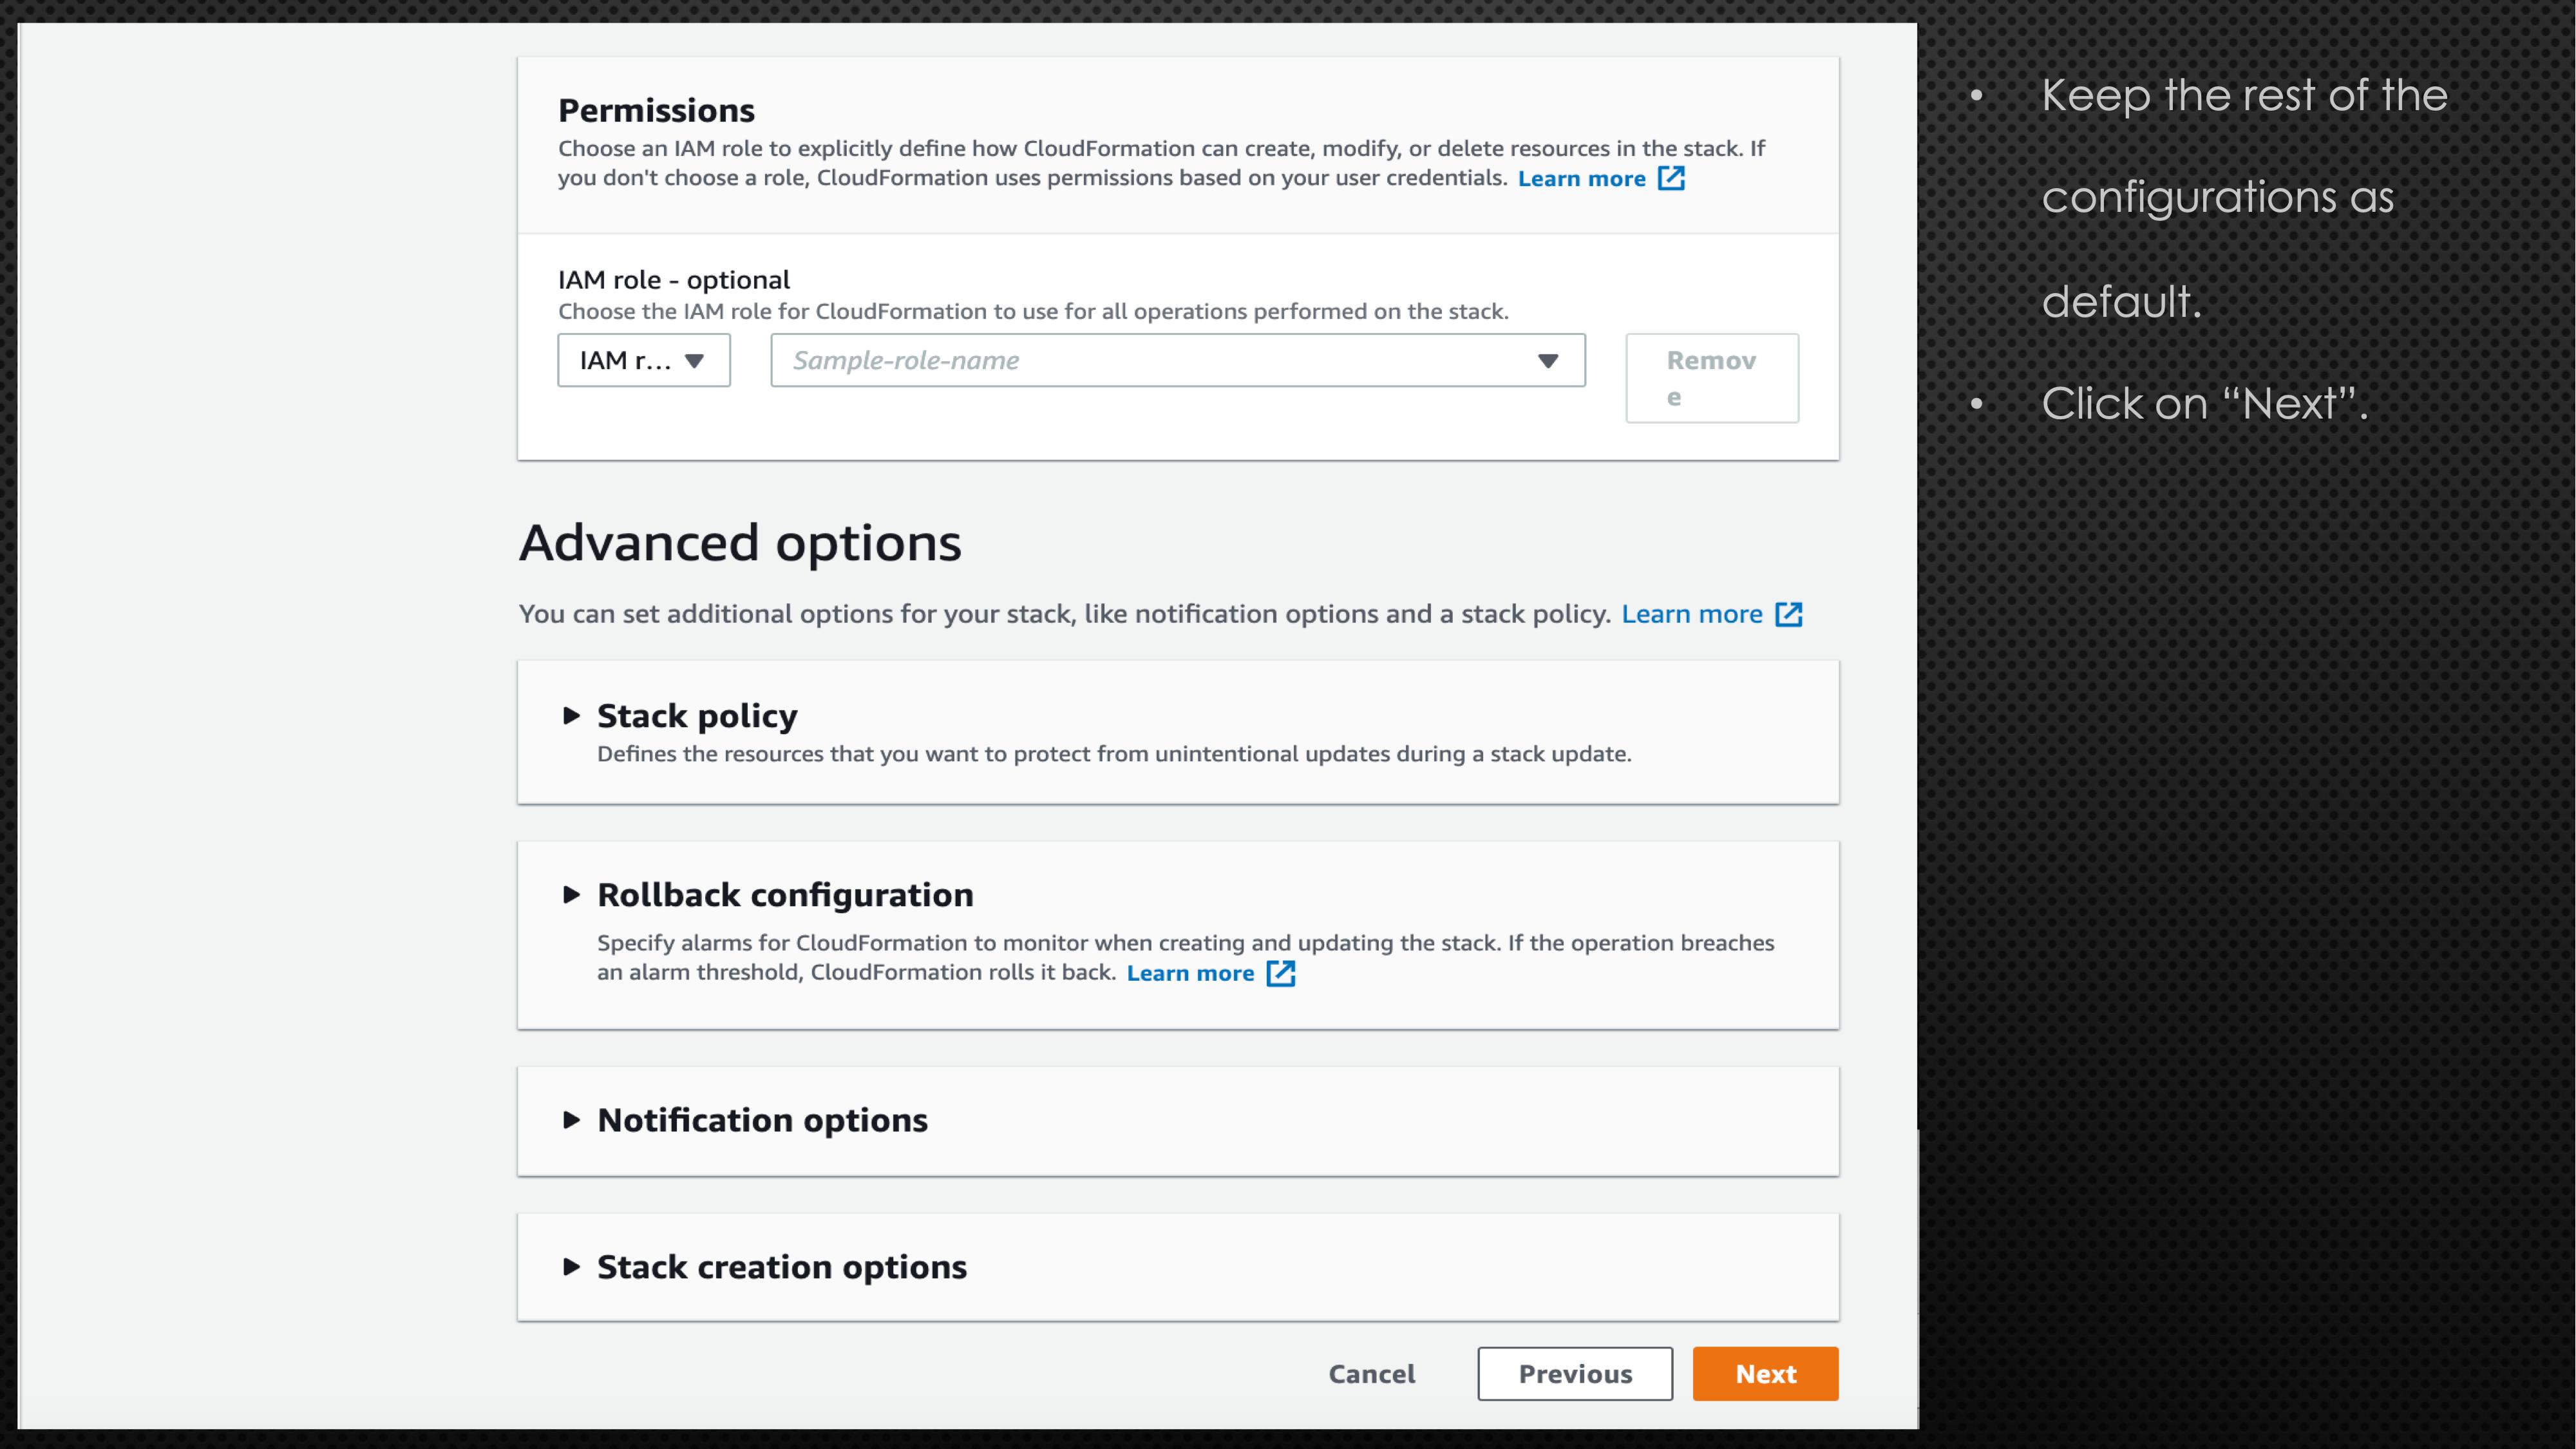 Permissions
Choose an IAM role to explicitly define how CloudFormation can create, modify, or delete resources in the stack. If
you don't choose a role, CloudFormation uses permissions based on your user credentials. Learn more
IAM role - optional
Choose the IAM role for CloudFormation to use for all operations performed on the stack.
IAM r...
Sample-role-name
Remov
e
Advanced options
You can set additional options for your stack, like notification options and a stack policy. Learn more
Stack policy
Defines the resources that you want to protect from unintentional updates during a stack update.
Rollback configuration
Specify alarms for CloudFormation to monitor when creating and updating the stack. If the operation breaches
an alarm threshold, CloudFormation rolls it back. Learn more
Notification options
Stack creation options
Cancel
Previous
Next
• Keep the rest of the
configurations as
default.
• Click on “Next”.